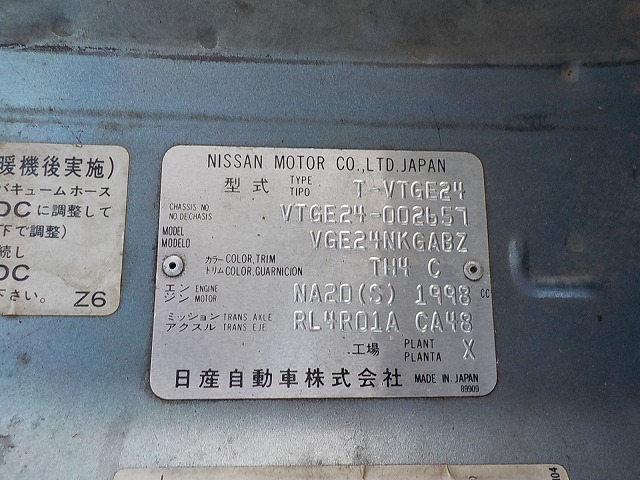 暖機後実施)
バキュームホース
DCに調整して
下で調整)
続し
DC
下さい。 Z6
NISSAN MOTOR CO.,LTD.JAPAN
型式 TYPE TIPO T-VTGE24
CHASSIS NO NO.DECHASIS VTGE24-002657
MODEL MODELO VGE24NKGABZ
カラー COLOR,TRIM
トリム COLOR,GUARNICION TH4 C
エンジン ENGINE MOTOR NA20(S) 1998 CC
ミッション TRANS. AXLE
アクスル TRANS. EJE RL4R01A CA48
工場 PLANT PLANTA X
日産自動車株式会社 MADE IN JAPAN
89909